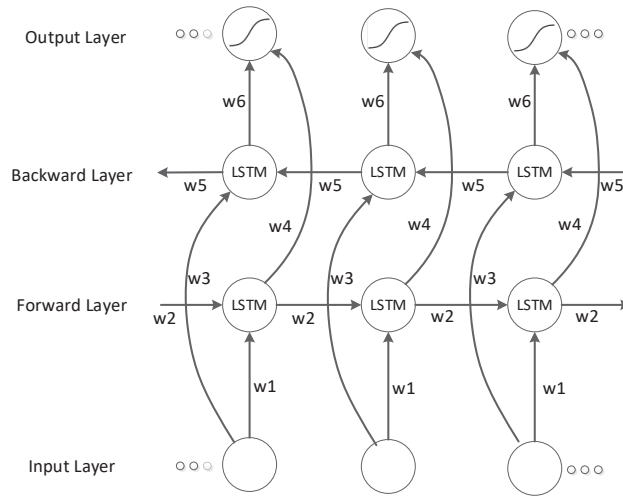 Output Layer
w6 w6 w6
Backward Layer
LSTM LSTM LSTM
w5 w5 w5 w5
w4 w4 w4
w3 w3 w3
Forward Layer
LSTM LSTM LSTM
w2 w2 w2 w2
w1 w1 w1
Input Layer